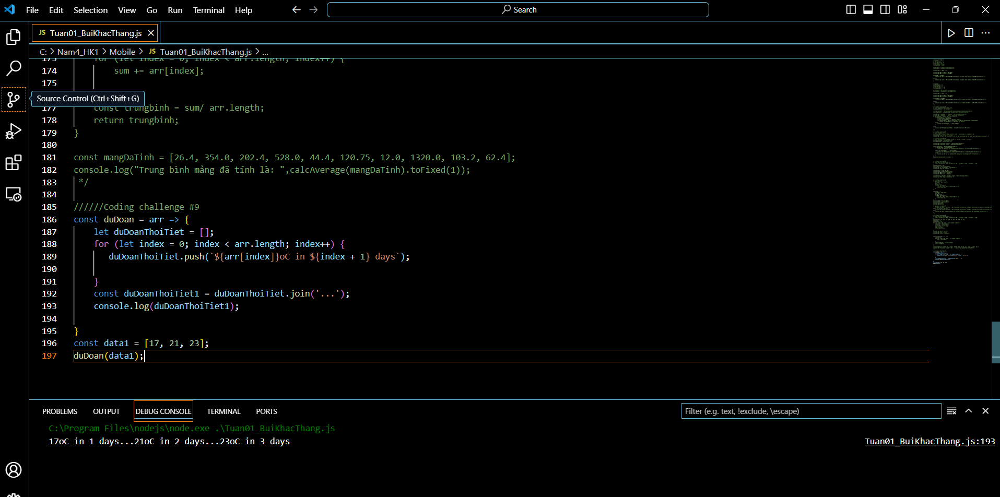 File Edit Selection View Go Run Terminal Help
Search
JS Tuan01_BuiKhacThang.js
C: > Nam4_HK1 > Mobile > JS Tuan01_BuiKhacThang.js > ...
173 for (let index = 0; index < arr.length; index++) {
174 sum += arr[index];
175
Source Control (Ctrl+Shift+G)
177 const trungbinh = sum/ arr.length;
178 return trungbinh;
179 }
180
181 const mangDaTinh = [26.4, 354.0, 202.4, 528.0, 44.4, 120.75, 12.0, 1320.0, 103.2, 62.4];
182 console.log("Trung bình mảng đã tính là: ",calcAverage(mangDaTinh).toFixed(1));
183 */
184
185 //////Coding challenge #9
186 const duDoan = arr => {
187 let duDoanThoiTiet = [];
188 for (let index = 0; index < arr.length; index++) {
189 duDoanThoiTiet.push(`${arr[index]}oC in ${index + 1} days`);
190
191 }
192 const duDoanThoiTiet1 = duDoanThoiTiet.join('...');
193 console.log(duDoanThoiTiet1);
194
195 }
196 const data1 = [17, 21, 23];
197 duDoan(data1);
PROBLEMS OUTPUT DEBUG CONSOLE TERMINAL PORTS Filter (e.g. text, !exclude, \escape)
C:\Program Files\nodejs\node.exe .\Tuan01_BuiKhacThang.js
17oC in 1 days...21oC in 2 days...23oC in 3 days Tuan01_BuiKhacThang.js:193